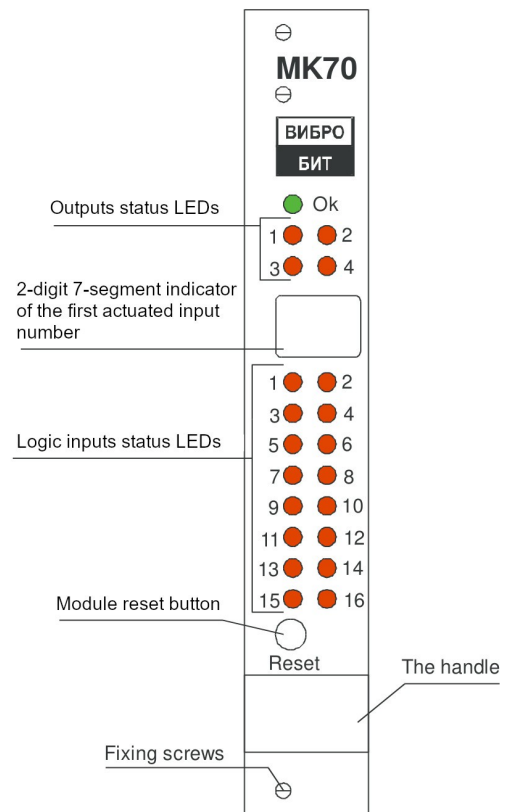 MK70
ВИБРО
БИТ
Ok
Outputs status LEDs
1 2
3 4
2-digit 7-segment indicator
of the first actuated input
number
1 2
3 4
Logic inputs status LEDs
5 6
7 8
9 10
11 12
13 14
15 16
Module reset button
Reset
The handle
Fixing screws